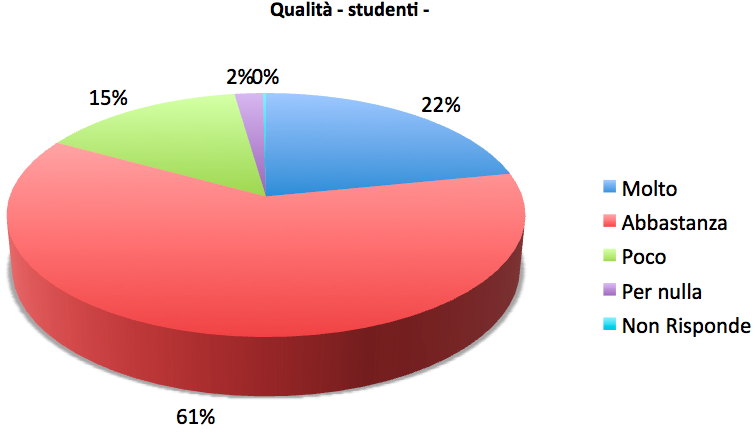 Qualità - studenti -
2%0%
15%
22%
Molto
Abbastanza
Poco
Per nulla
Non Risponde
61%